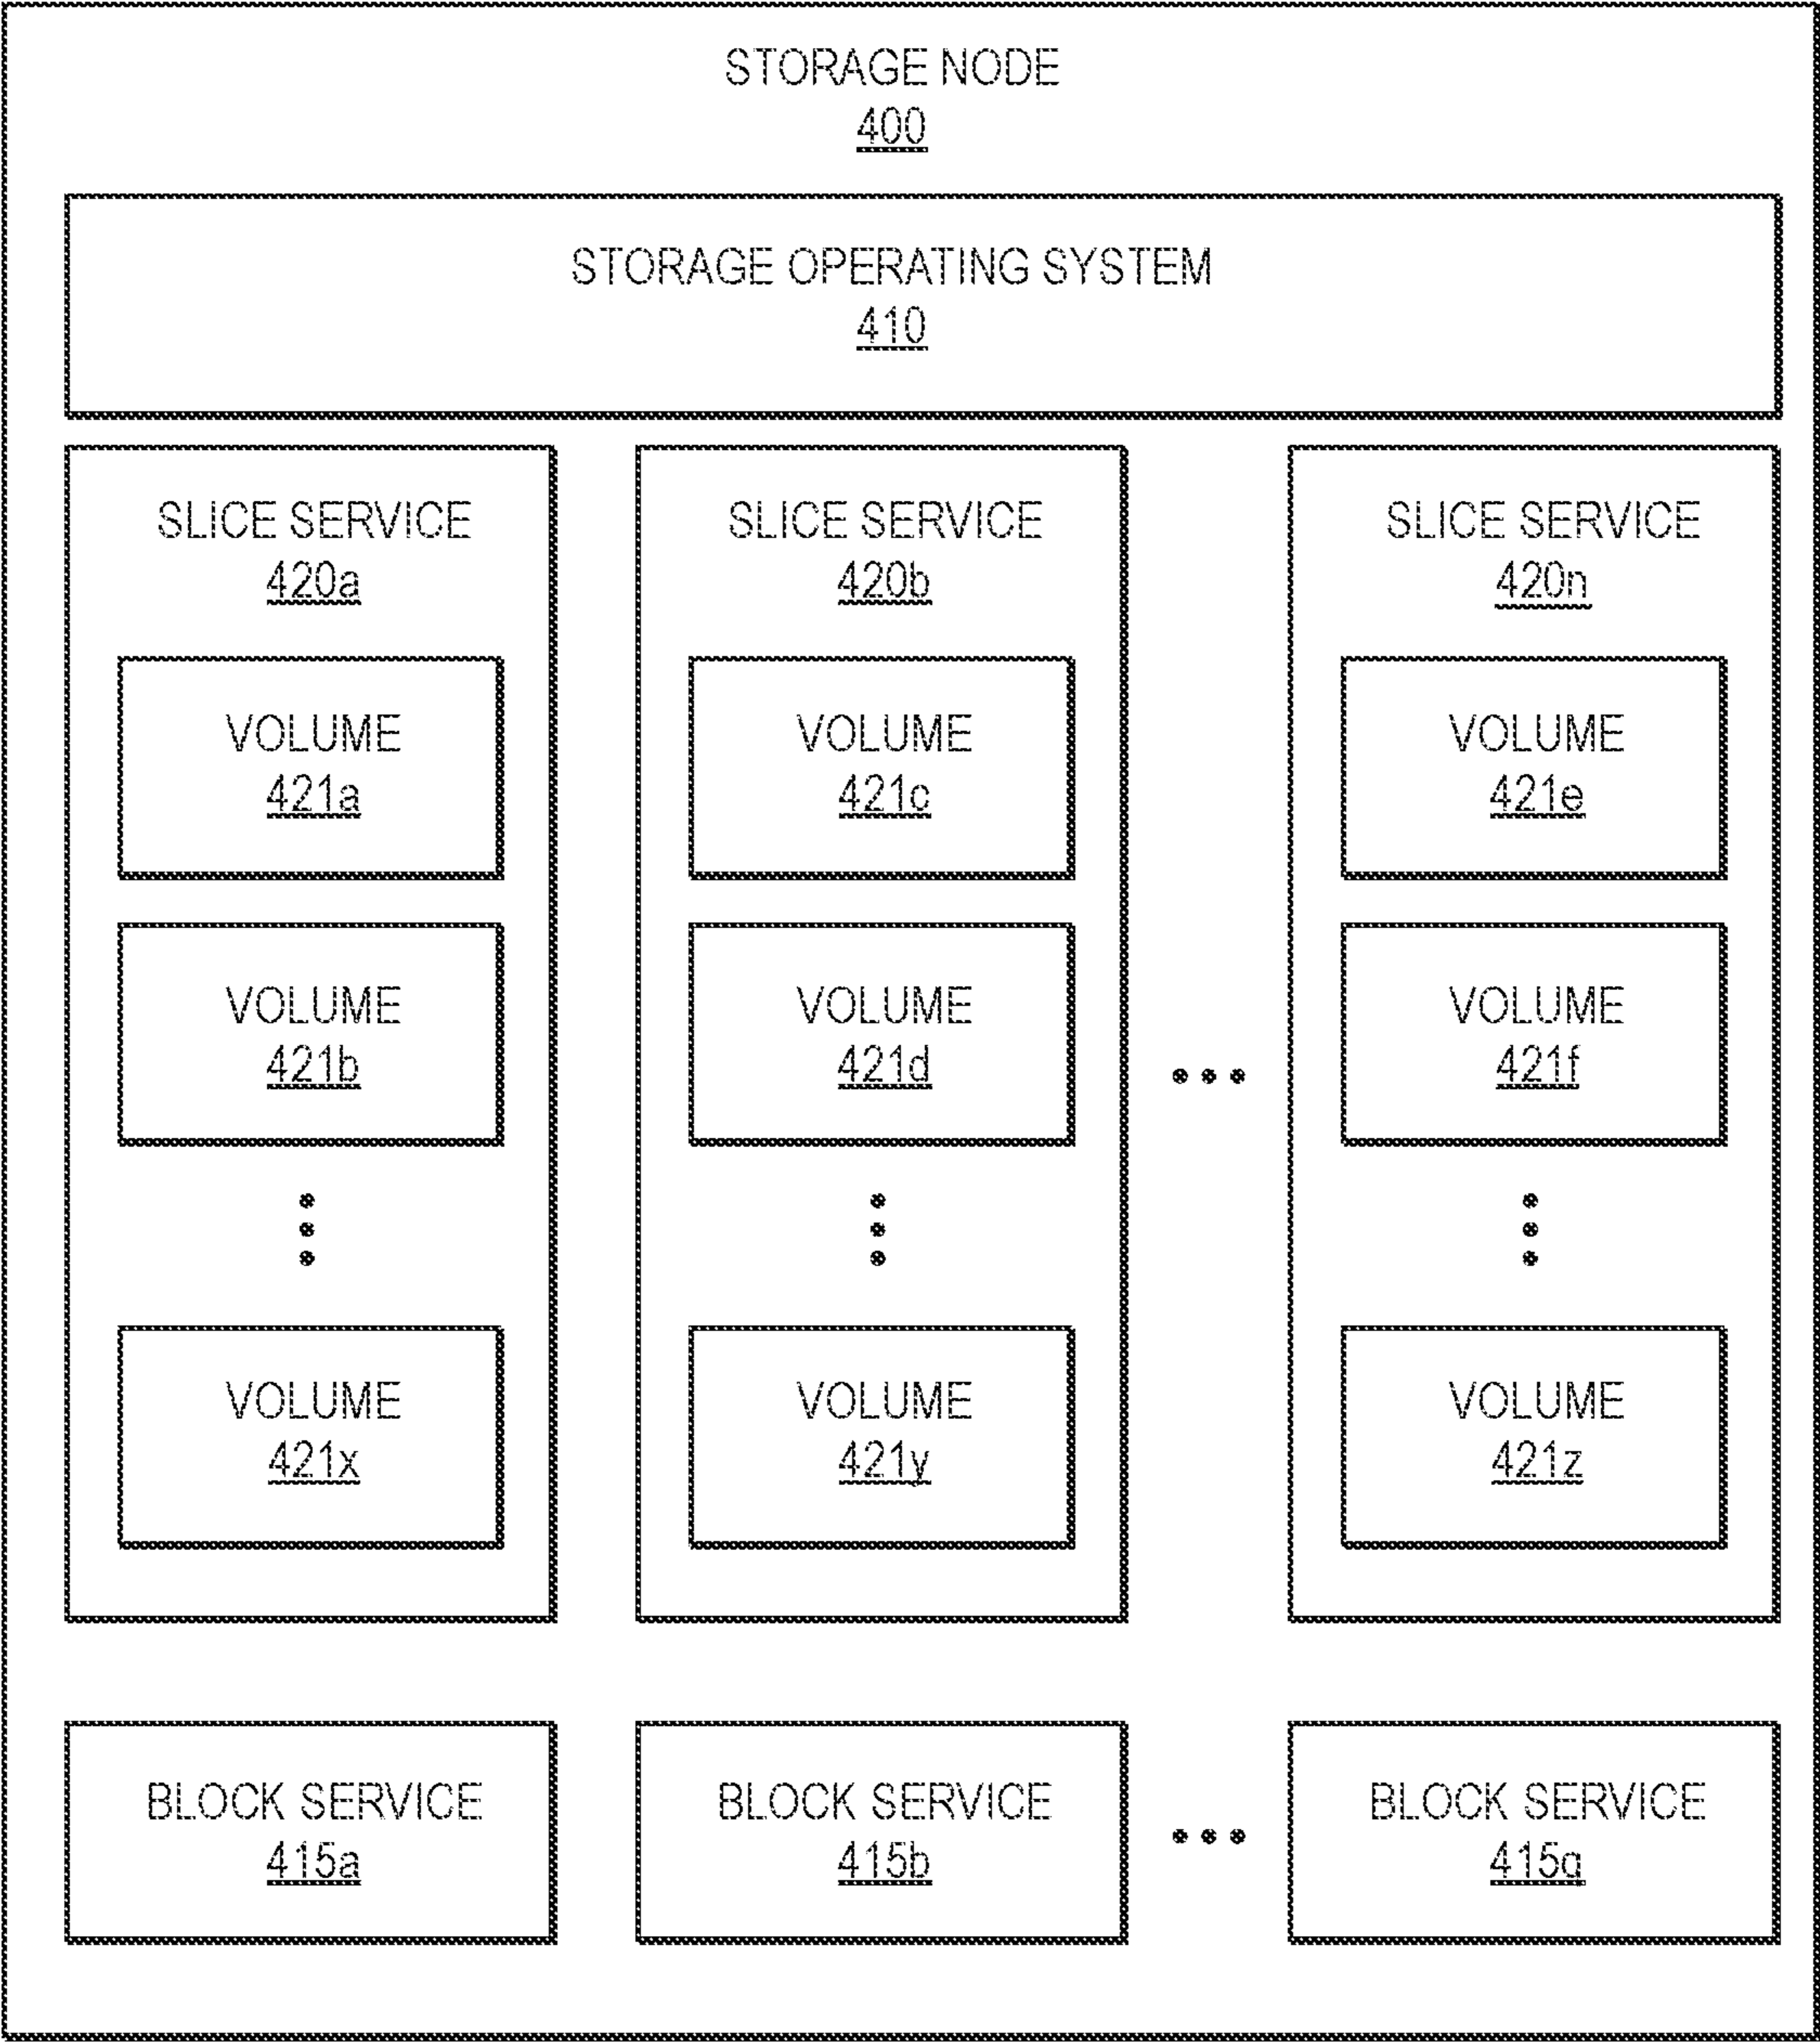 STORAGE NODE
400
STORAGE OPERATING SYSTEM
410
SLICE SERVICE
420a
VOLUME
421a
VOLUME
421b
VOLUME
421x
SLICE SERVICE
420b
VOLUME
421c
VOLUME
421d
VOLUME
421y
SLICE SERVICE
420n
VOLUME
421e
VOLUME
421f
VOLUME
421z
BLOCK SERVICE
415a
BLOCK SERVICE
415b
BLOCK SERVICE
415q